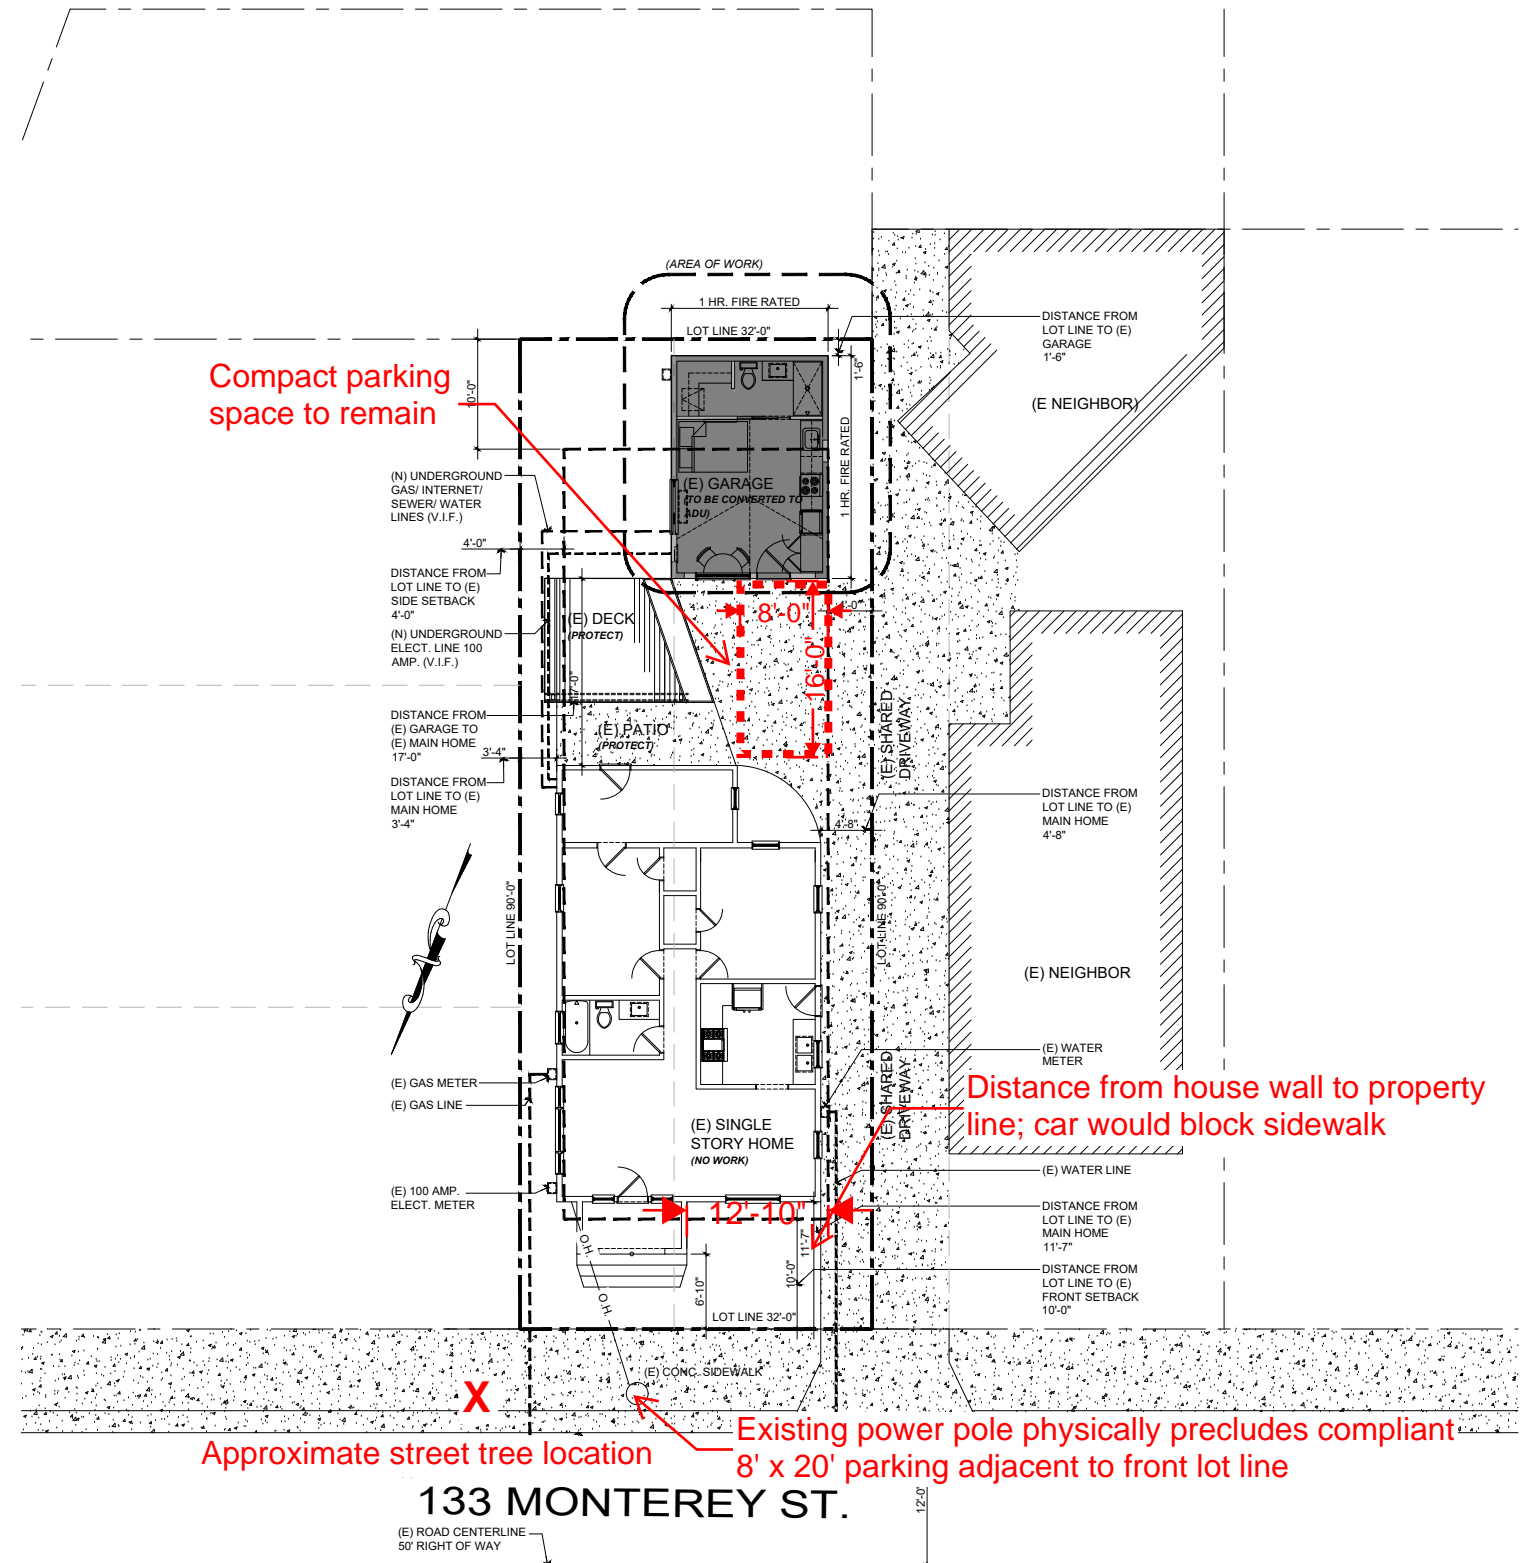 (AREA OF WORK)
1 HR. FIRE RATED
LOT LINE 32'-0"
DISTANCE FROM
LOT LINE TO (E)
GARAGE
1'-6"
Compact parking
space to remain
10'-0"
1'-6"
(E NEIGHBOR)
1 HR. FIRE RATED
(N) UNDERGROUND
GAS/ INTERNET/
SEWER/ WATER
LINES (V.I.F.)
(E) GARAGE
(TO BE CONVERTED TO
ADU)
4'-0"
DISTANCE FROM
LOT LINE TO (E)
SIDE SETBACK
4'-0"
8'-0"
(E) DECK
(PROTECT)
(N) UNDERGROUND
ELECT. LINE 100
AMP. (V.I.F.)
16'-0"
17'-0"
(E) SHARED
DRIVEWAY
DISTANCE FROM
(E) GARAGE TO
(E) MAIN HOME
17'-0"
(E) PATIO
(PROTECT)
3'-4"
DISTANCE FROM
LOT LINE TO (E)
MAIN HOME
3'-4"
DISTANCE FROM
LOT LINE TO (E)
MAIN HOME
4'-8"
4'-8"
LOT LINE 90'-0"
LOT LINE 90'-0"
(E) NEIGHBOR
(E) WATER
METER
(E) GAS METER
(E) GAS LINE
(E) SHARED
DRIVEWAY
Distance from house wall to property
line; car would block sidewalk
(E) SINGLE
STORY HOME
(NO WORK)
(E) WATER LINE
(E) 100 AMP.
ELECT. METER
12'-10"
DISTANCE FROM
LOT LINE TO (E)
MAIN HOME
11'-7"
O.H.
11'-7"
DISTANCE FROM
LOT LINE TO (E)
FRONT SETBACK
10'-0"
10'-0"
6'-10"
O.H.
LOT LINE 32'-0"
(E) CONC. SIDEWALK
X
Approximate street tree location
Existing power pole physically precludes compliant
8' x 20' parking adjacent to front lot line
133 MONTEREY ST.
(E) ROAD CENTERLINE
50' RIGHT OF WAY